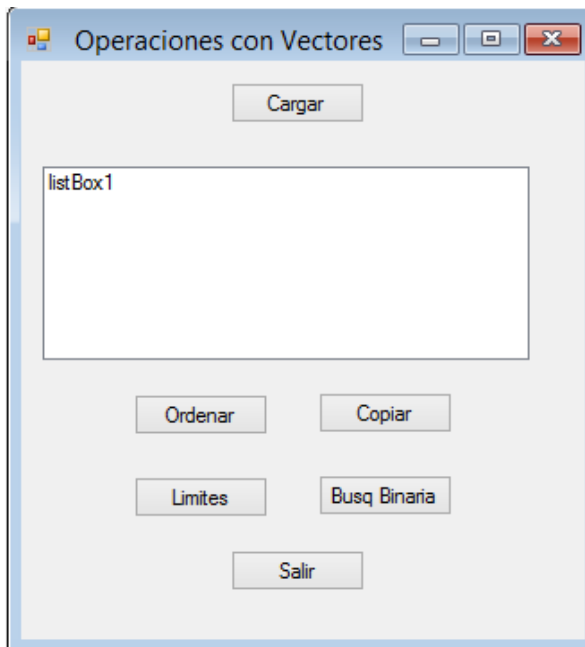 Operaciones con Vectores
Cargar
listBox1
Ordenar
Copiar
Limites
Busq Binaria
Salir